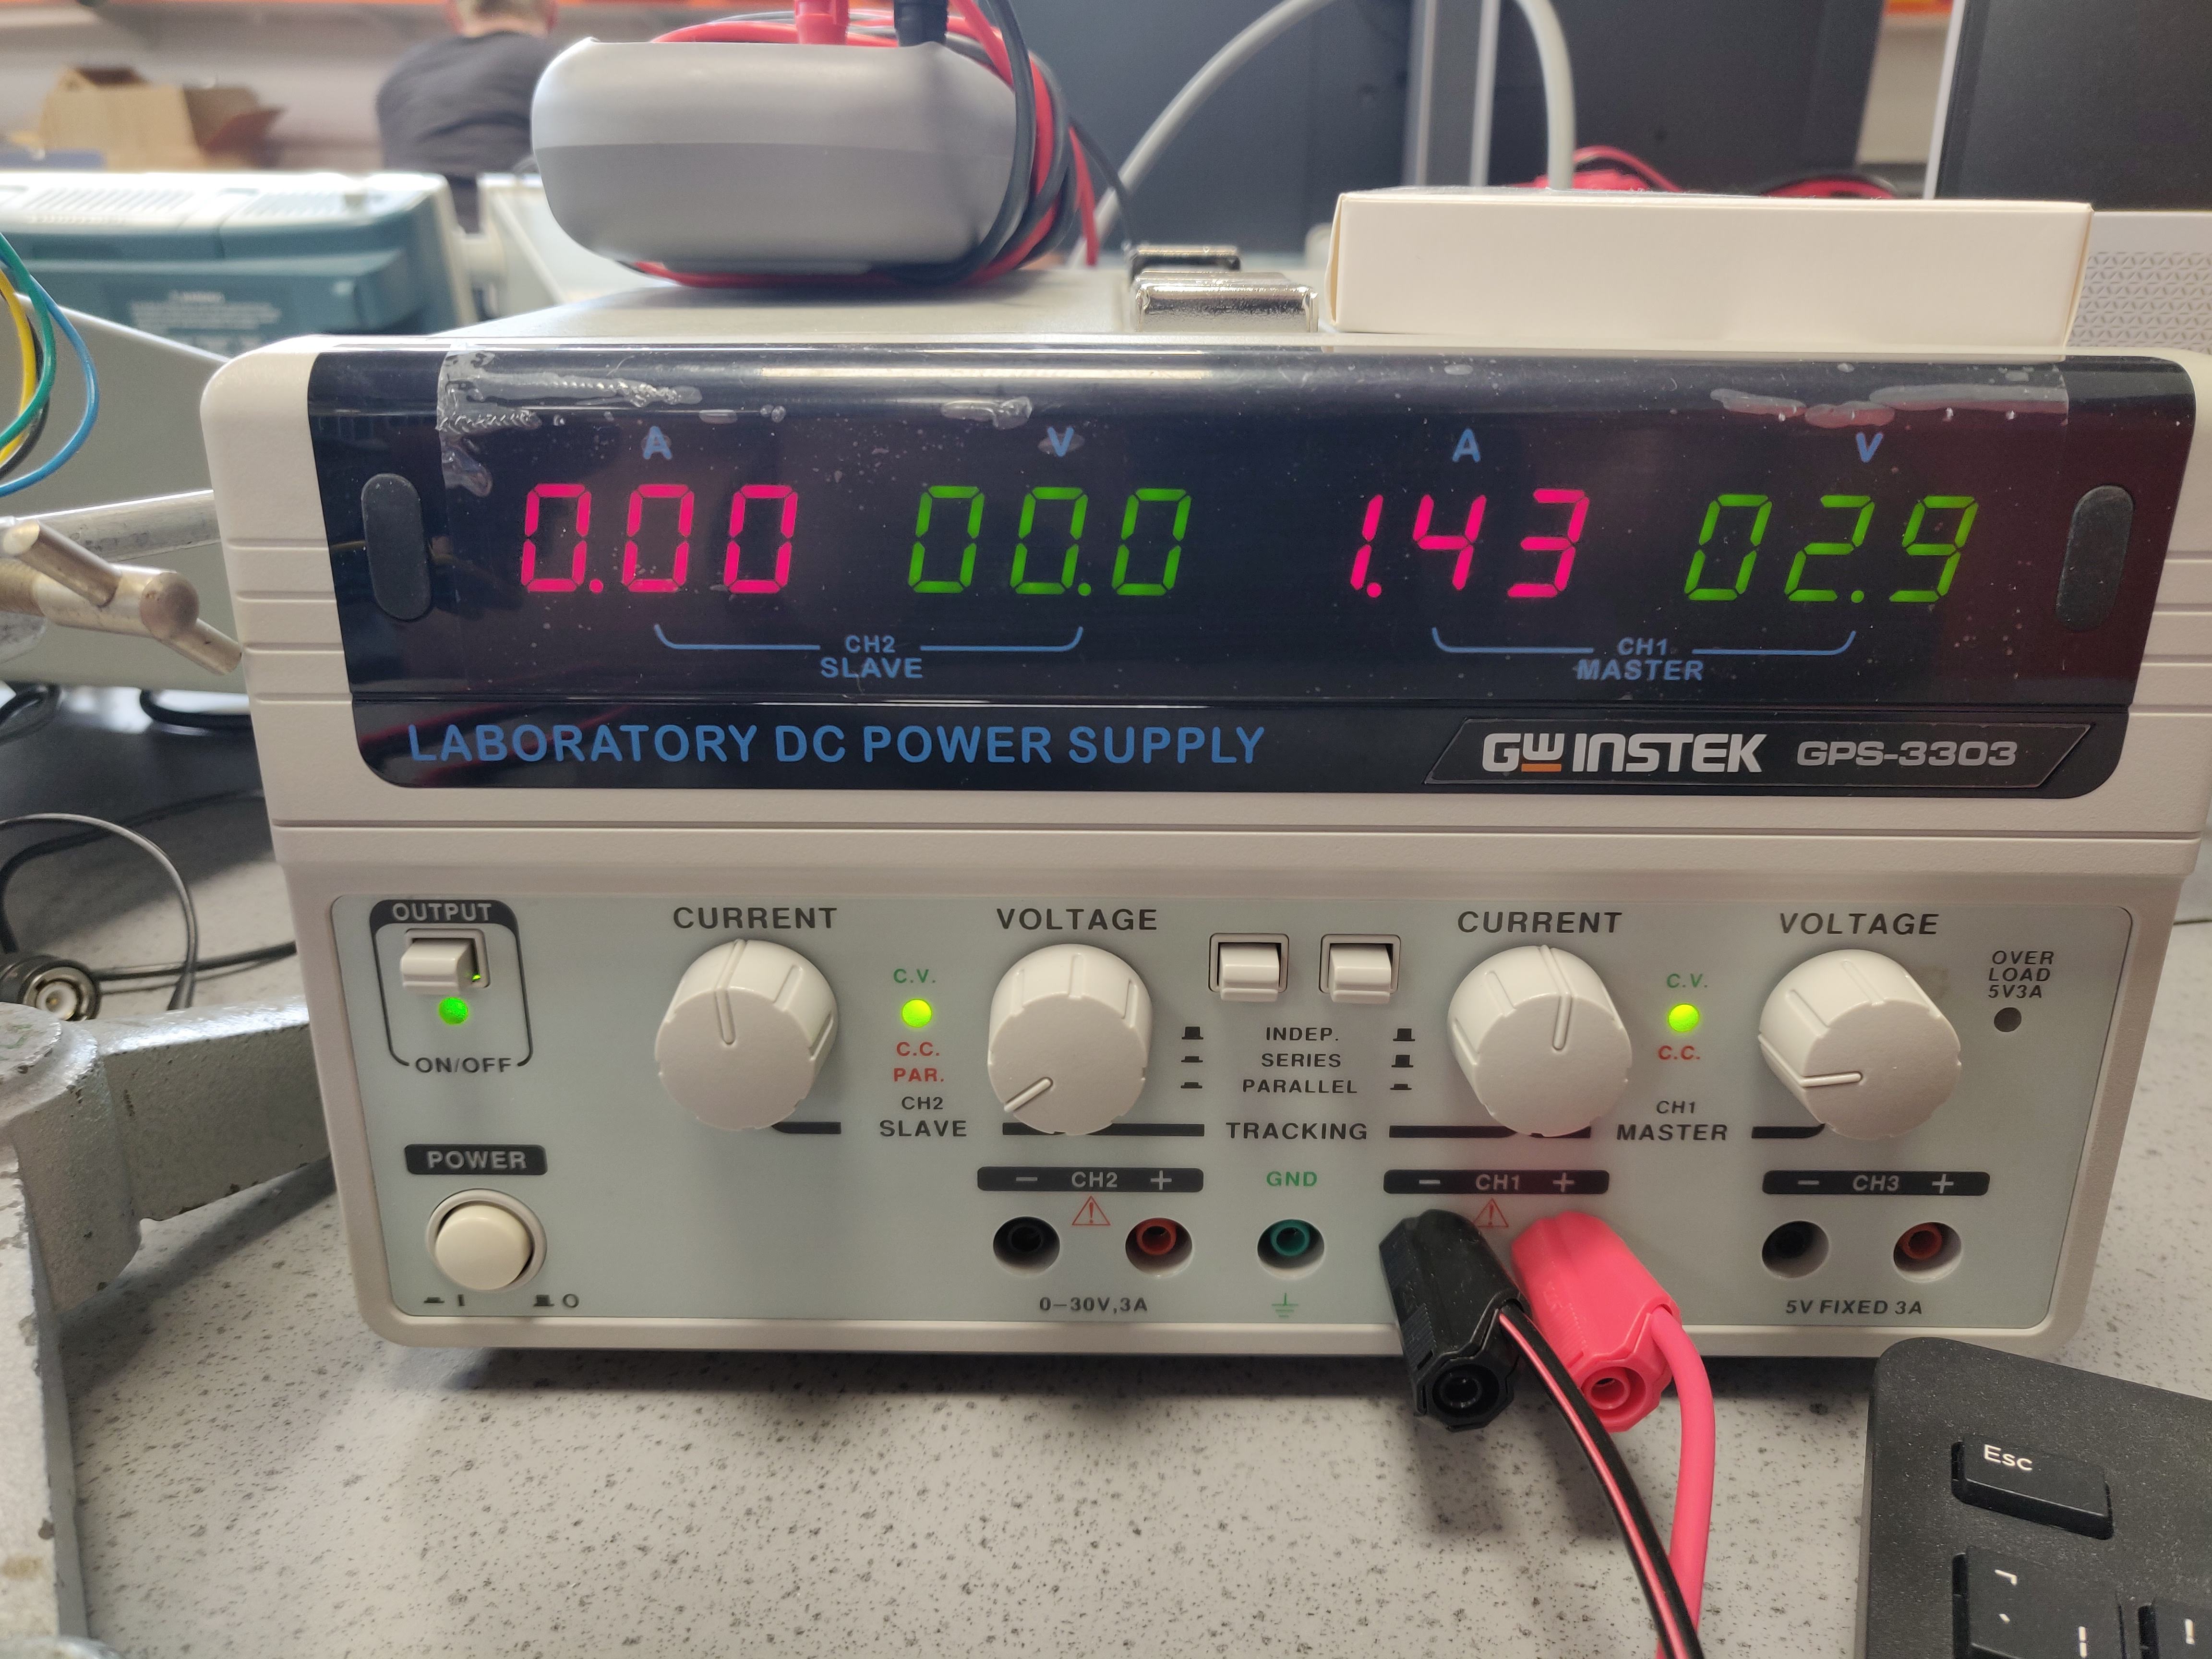 A V A V
0.00 00.0 1.43 02.9
CH2 CH1
SLAVE MASTER
LABORATORY DC POWER SUPPLY
GW INSTEK GPS-3303
OUTPUT
ON/OFF
POWER
I O
CURRENT
C.V.
C.C.
PAR.
CH2
SLAVE
VOLTAGE
INDEP.
SERIES
PARALLEL
TRACKING
CURRENT
C.V.
C.C.
CH1
MASTER
VOLTAGE
OVER
LOAD
5V3A
− CH2 +
0−30V,3A
GND
− CH1 +
− CH3 +
5V FIXED 3A
Esc